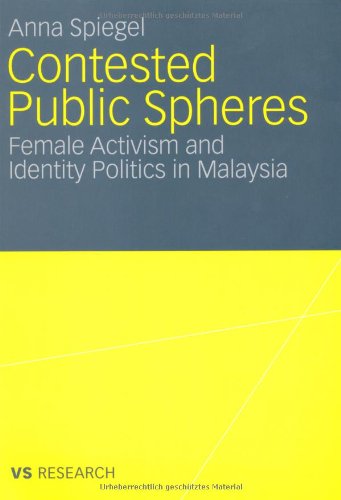 Anna Spiegel
Contested
Public Spheres
Female Activism and
Identity Politics in Malaysia
Urheberrechtlich geschütztes Material
VS RESEARCH
Urheberrechtlich geschütztes Material